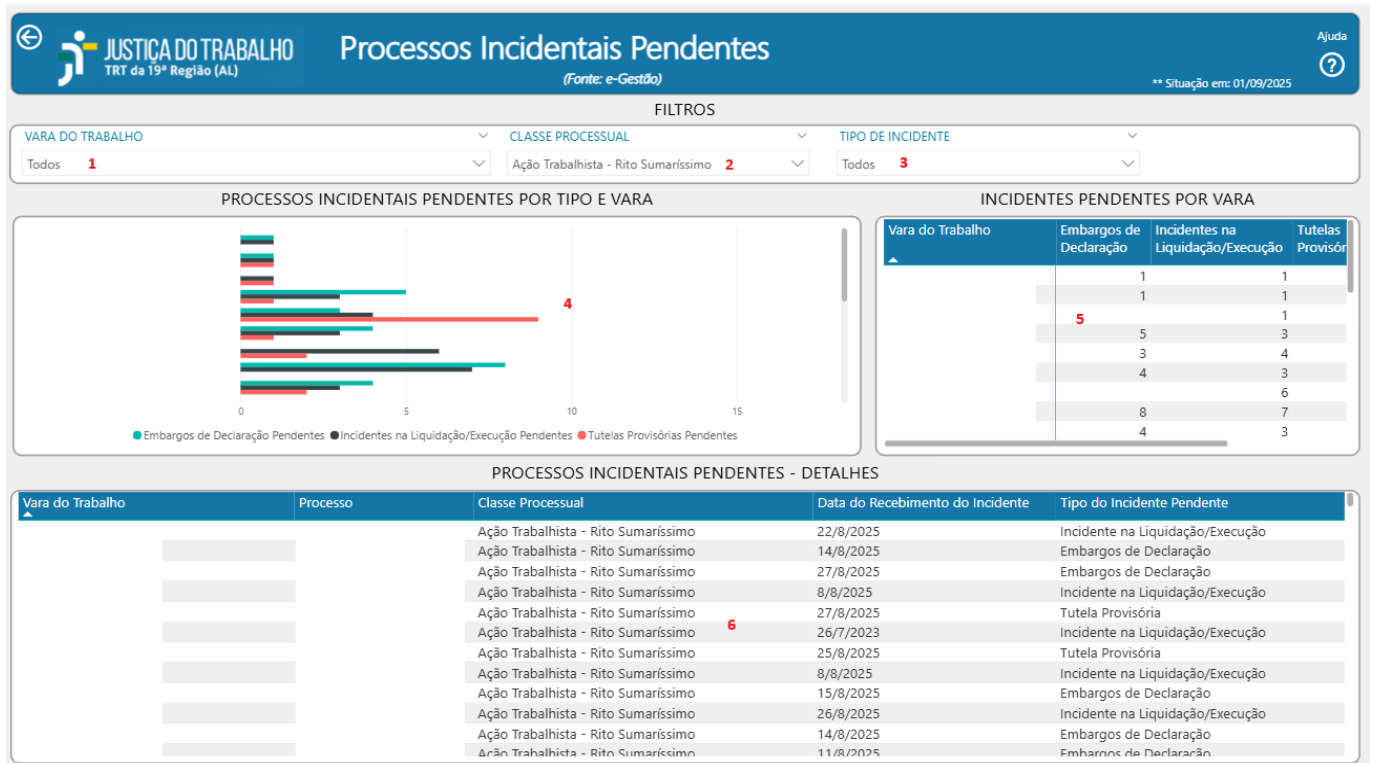 JUSTIÇA DO TRABALHO
TRT da 19ª Região (AL)
Processos Incidentais Pendentes
(Fonte: e-Gestão)
Ajuda
?
** Situação em: 01/09/2025
FILTROS
VARA DO TRABALHO
Todos 1
CLASSE PROCESSUAL
Ação Trabalhista - Rito Sumaríssimo 2
TIPO DE INCIDENTE
Todos 3
PROCESSOS INCIDENTAIS PENDENTES POR TIPO E VARA
4
0 5 10 15
Embargos de Declaração Pendentes Incidentes na Liquidação/Execução Pendentes Tutelas Provisórias Pendentes
INCIDENTES PENDENTES POR VARA
Vara do Trabalho Embargos de Declaração Incidentes na Liquidação/Execução Tutelas Provisór
1 1
1 1
1
5
5 3
3 4
4 3
6
8 7
4 3
PROCESSOS INCIDENTAIS PENDENTES - DETALHES
Vara do Trabalho Processo Classe Processual Data do Recebimento do Incidente Tipo do Incidente Pendente
Ação Trabalhista - Rito Sumaríssimo 22/8/2025 Incidente na Liquidação/Execução
Ação Trabalhista - Rito Sumaríssimo 14/8/2025 Embargos de Declaração
Ação Trabalhista - Rito Sumaríssimo 27/8/2025 Embargos de Declaração
Ação Trabalhista - Rito Sumaríssimo 8/8/2025 Incidente na Liquidação/Execução
Ação Trabalhista - Rito Sumaríssimo 27/8/2025 Tutela Provisória
Ação Trabalhista - Rito Sumaríssimo 6 26/7/2023 Incidente na Liquidação/Execução
Ação Trabalhista - Rito Sumaríssimo 25/8/2025 Tutela Provisória
Ação Trabalhista - Rito Sumaríssimo 8/8/2025 Incidente na Liquidação/Execução
Ação Trabalhista - Rito Sumaríssimo 15/8/2025 Embargos de Declaração
Ação Trabalhista - Rito Sumaríssimo 26/8/2025 Incidente na Liquidação/Execução
Ação Trabalhista - Rito Sumaríssimo 14/8/2025 Embargos de Declaração
Ação Trabalhista - Rito Sumaríssimo 11/8/2025 Embargos de Declaração